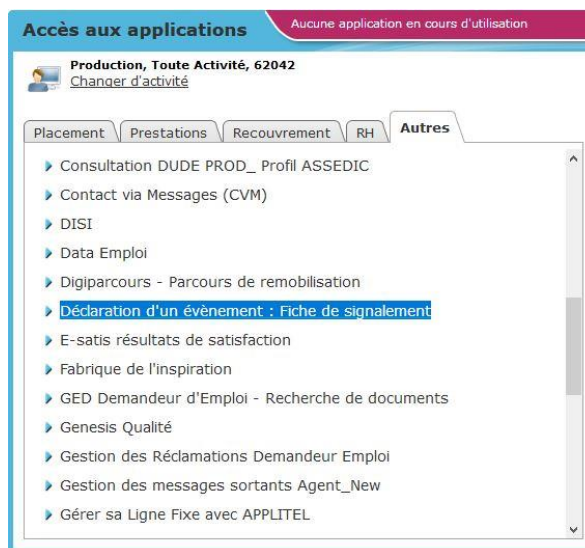 Accès aux applications
Aucune application en cours d'utilisation
Production, Toute Activité, 62042
Changer d'activité
Placement
Prestations
Recouvrement
RH
Autres
Consultation DUDE PROD_ Profil ASSEDIC
Contact via Messages (CVM)
DISI
Data Emploi
Digiparcours - Parcours de remobilisation
Déclaration d'un évènement : Fiche de signalement
E-satis résultats de satisfaction
Fabrique de l'inspiration
GED Demandeur d'Emploi - Recherche de documents
Genesis Qualité
Gestion des Réclamations Demandeur Emploi
Gestion des messages sortants Agent_New
Gérer sa Ligne Fixe avec APPLITEL